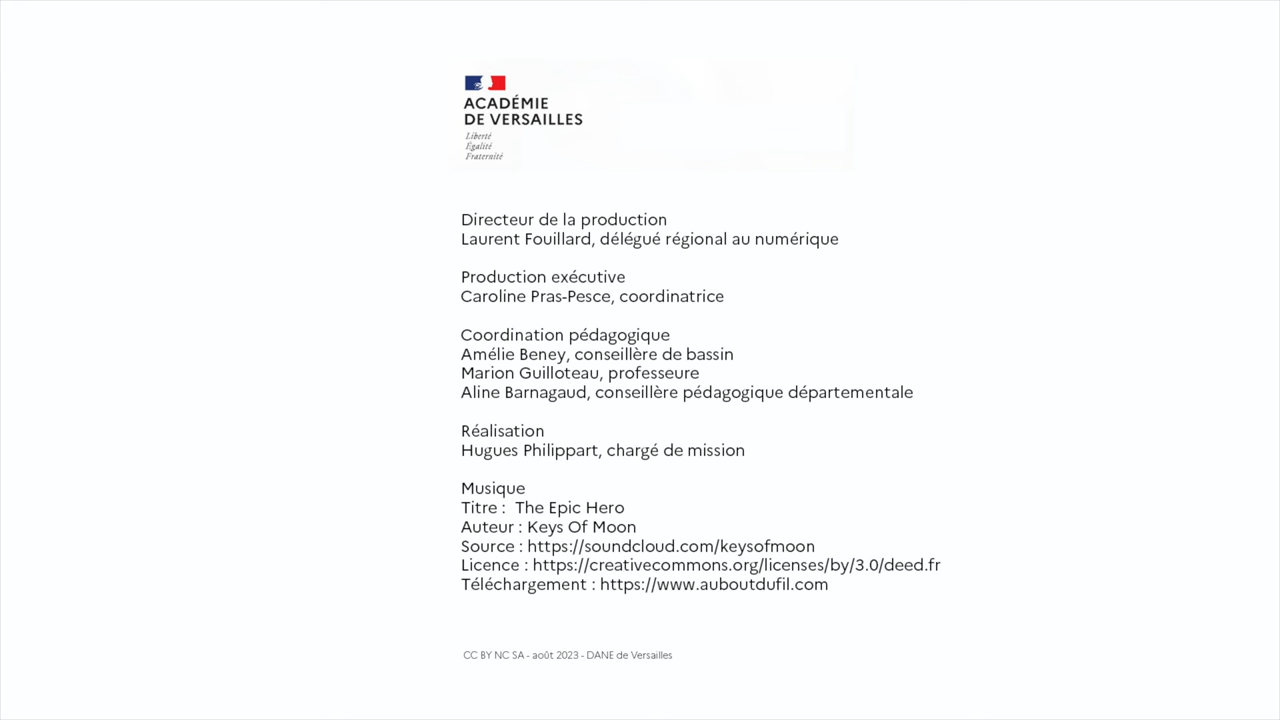 ACADÉMIE
DE VERSAILLES
Liberté
Égalité
Fraternité
Directeur de la production
Laurent Fouillard, délégué régional au numérique
Production exécutive
Caroline Pras-Pesce, coordinatrice
Coordination pédagogique
Amélie Beney, conseillère de bassin
Marion Guilloteau, professeure
Aline Barnagaud, conseillère pédagogique départementale
Réalisation
Hugues Philippart, chargé de mission
Musique
Titre :  The Epic Hero
Auteur : Keys Of Moon
Source : https://soundcloud.com/keysofmoon
Licence : https://creativecommons.org/licenses/by/3.0/deed.fr
Téléchargement : https://www.auboutdufil.com
CC BY NC SA - août 2023 - DANE de Versailles